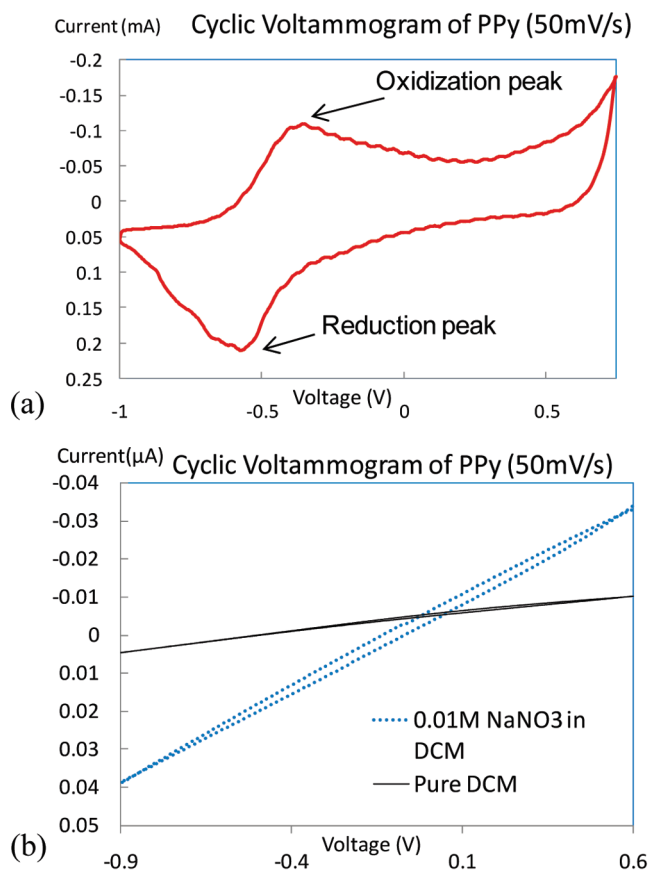 Current (mA) Cyclic Voltammogram of PPy (50mV/s)
-0.2
-0.15
Oxidization peak
-0.1
-0.05
0
0.05
0.1
0.15
Reduction peak
0.2
0.25
(a)
-1 -0.5 0 0.5
Voltage (V)
Current(µA) Cyclic Voltammogram of PPy (50mV/s)
-0.04
-0.03
-0.02
-0.01
0
0.01
0.02
0.01M NaNO3 in
DCM
0.03
Pure DCM
0.04
0.05
(b)
Voltage (V)
-0.9 -0.4 0.1 0.6